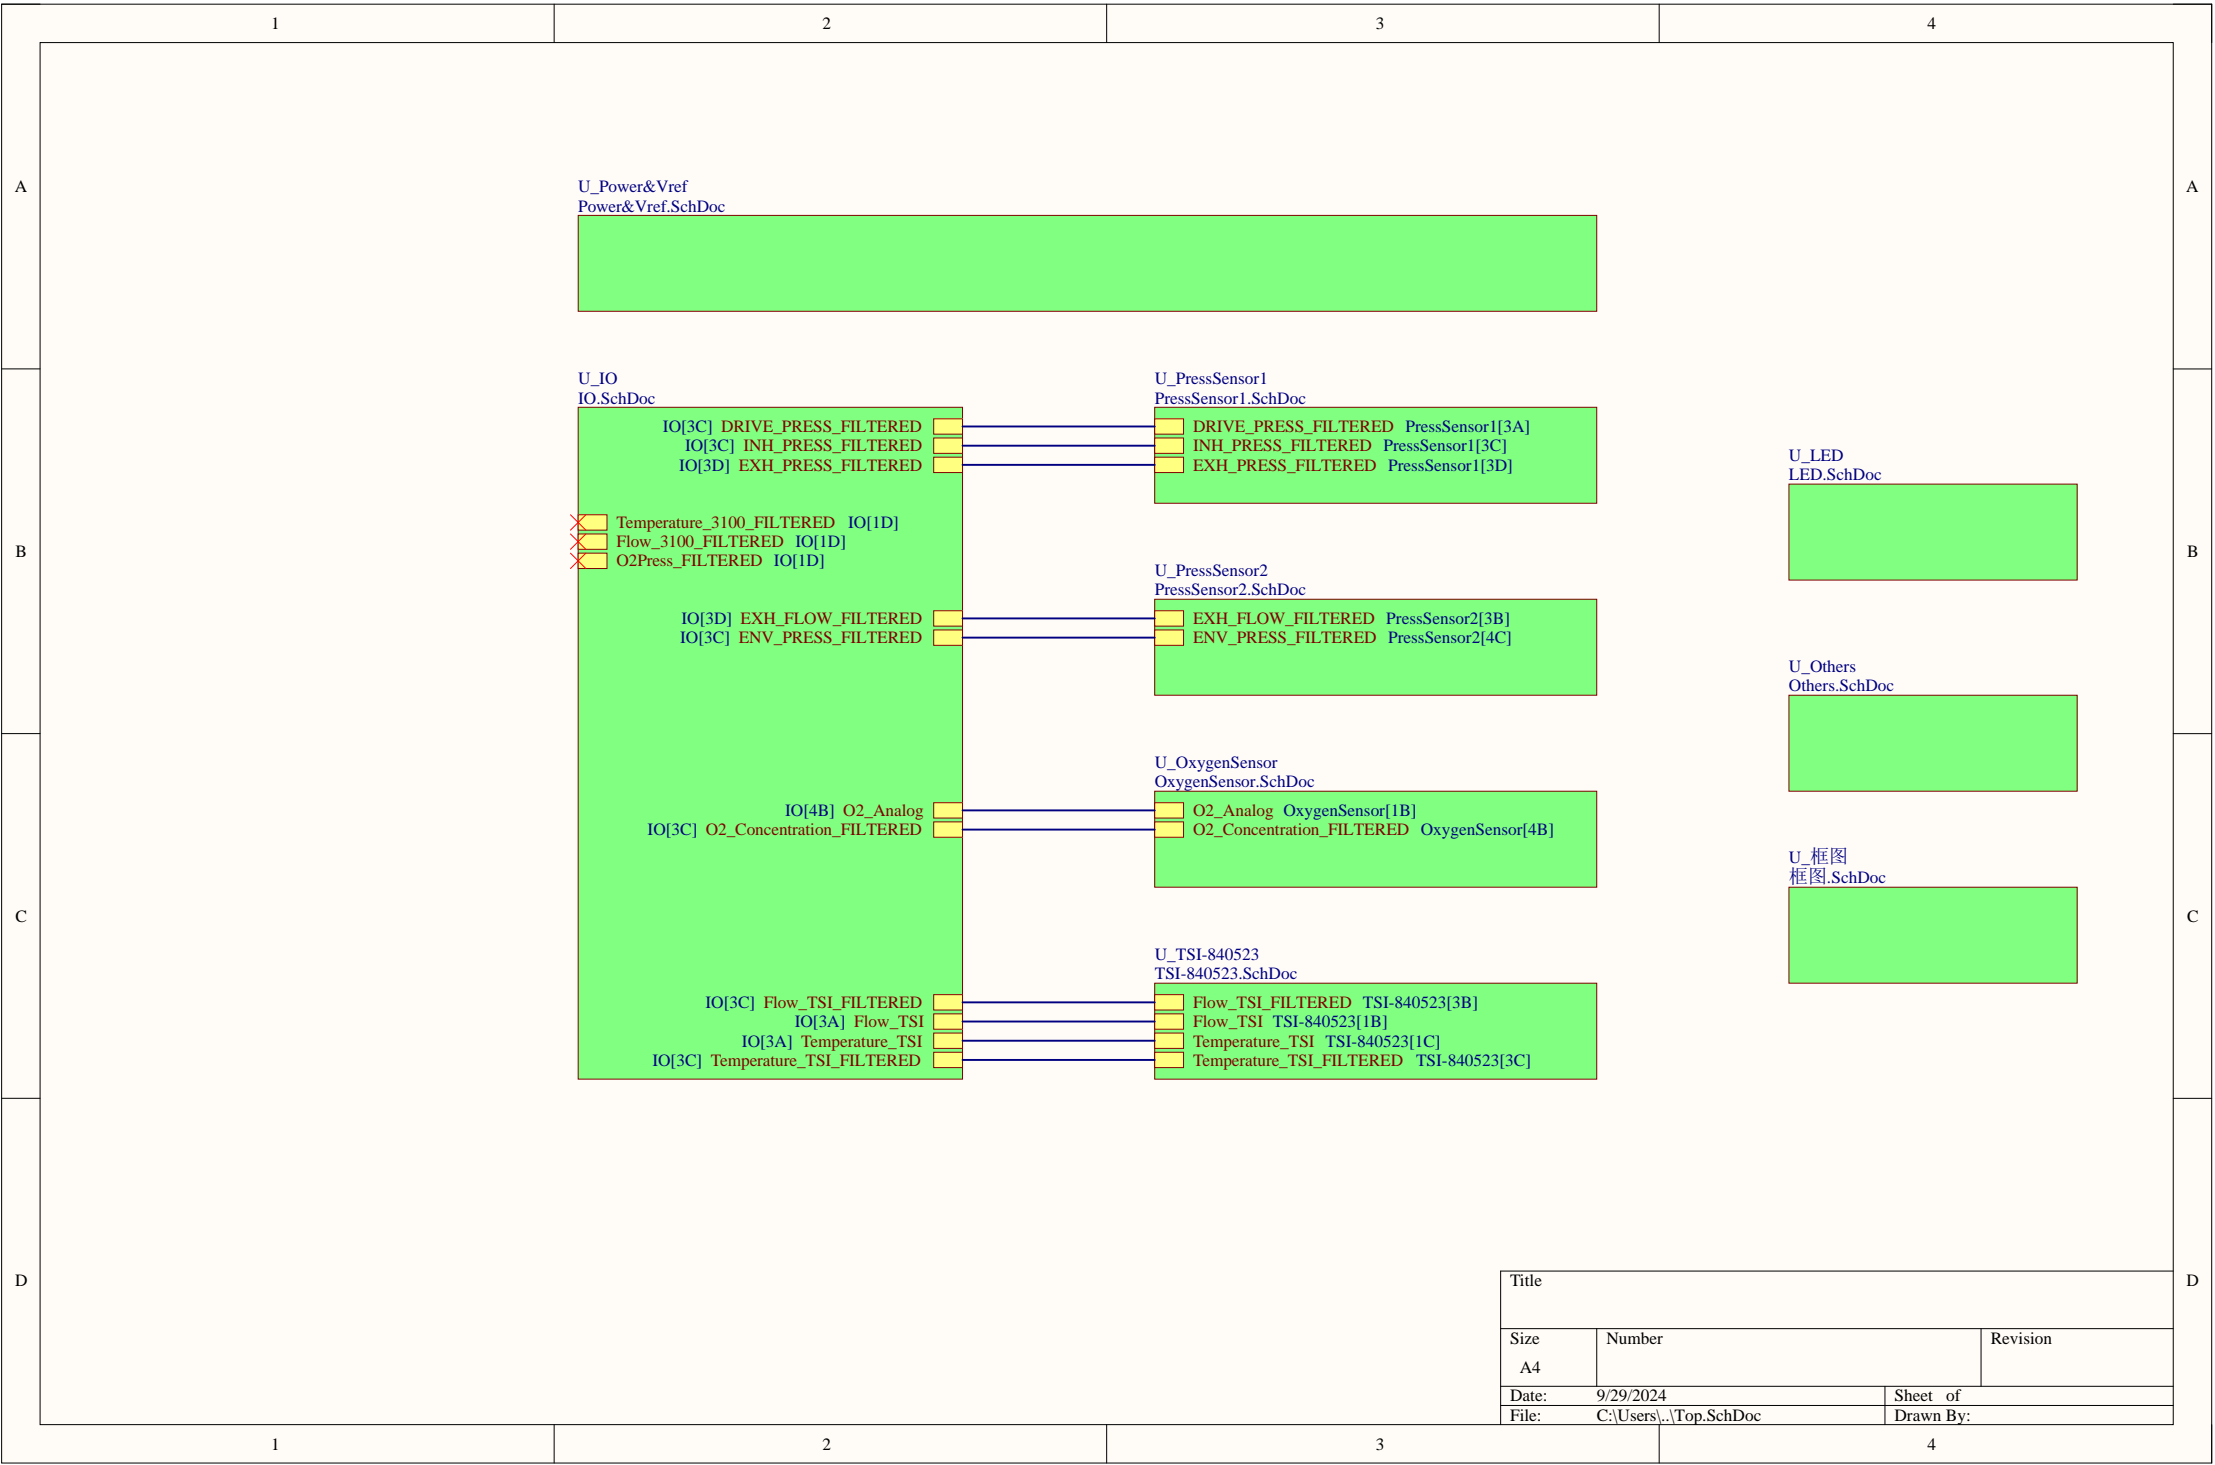 1 2 3 4
A A
U_Power&Vref
Power&Vref.SchDoc
U_IO
IO.SchDoc
IO[3C] DRIVE_PRESS_FILTERED
IO[3C] INH_PRESS_FILTERED
IO[3D] EXH_PRESS_FILTERED
Temperature_3100_FILTERED IO[1D]
Flow_3100_FILTERED IO[1D]
O2Press_FILTERED IO[1D]
IO[3D] EXH_FLOW_FILTERED
IO[3C] ENV_PRESS_FILTERED
IO[4B] O2_Analog
IO[3C] O2_Concentration_FILTERED
IO[3C] Flow_TSI_FILTERED
IO[3A] Flow_TSI
IO[3A] Temperature_TSI
IO[3C] Temperature_TSI_FILTERED
U_PressSensor1
PressSensor1.SchDoc
DRIVE_PRESS_FILTERED PressSensor1[3A]
INH_PRESS_FILTERED PressSensor1[3C]
EXH_PRESS_FILTERED PressSensor1[3D]
U_PressSensor2
PressSensor2.SchDoc
EXH_FLOW_FILTERED PressSensor2[3B]
ENV_PRESS_FILTERED PressSensor2[4C]
U_OxygenSensor
OxygenSensor.SchDoc
O2_Analog OxygenSensor[1B]
O2_Concentration_FILTERED OxygenSensor[4B]
U_TSI-840523
TSI-840523.SchDoc
Flow_TSI_FILTERED TSI-840523[3B]
Flow_TSI TSI-840523[1B]
Temperature_TSI TSI-840523[1C]
Temperature_TSI_FILTERED TSI-840523[3C]
U_LED
LED.SchDoc
U_Others
Others.SchDoc
U_框图
框图.SchDoc
B B
C C
D D
Title
Size Number Revision
A4
Date: 9/29/2024 Sheet of
File: C:\Users\..\Top.SchDoc Drawn By:
1 2 3 4